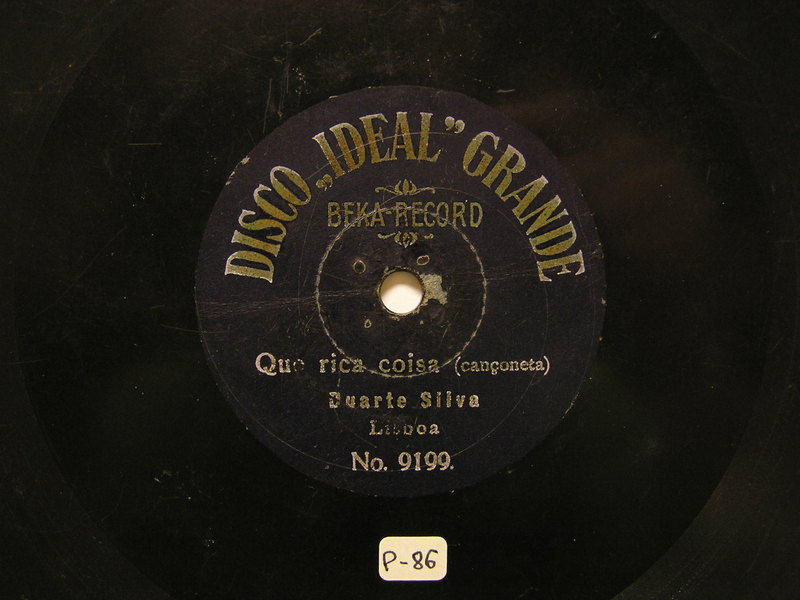 DISCO „IDEAL” GRANDE
BEKA-RECORD
Que rica coisa (cançoneta)
Duarte Silva
Lisboa
No. 9199.
P-86